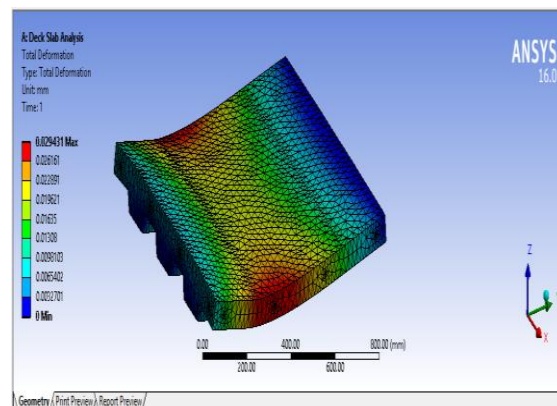 A: Deck Slab Analysis
Total Deformation
Type: Total Deformation
Unit: mm
Time: 1
0.029431 Max
0.026161
0.022891
0.019621
0.01635
0.01308
0.0098103
0.0065402
0.0032701
0 Min
ANSYS
16.0
Z
X
0.00
400.00
800.00 (mm)
200.00
600.00
Geometry
Print Preview
Report Preview